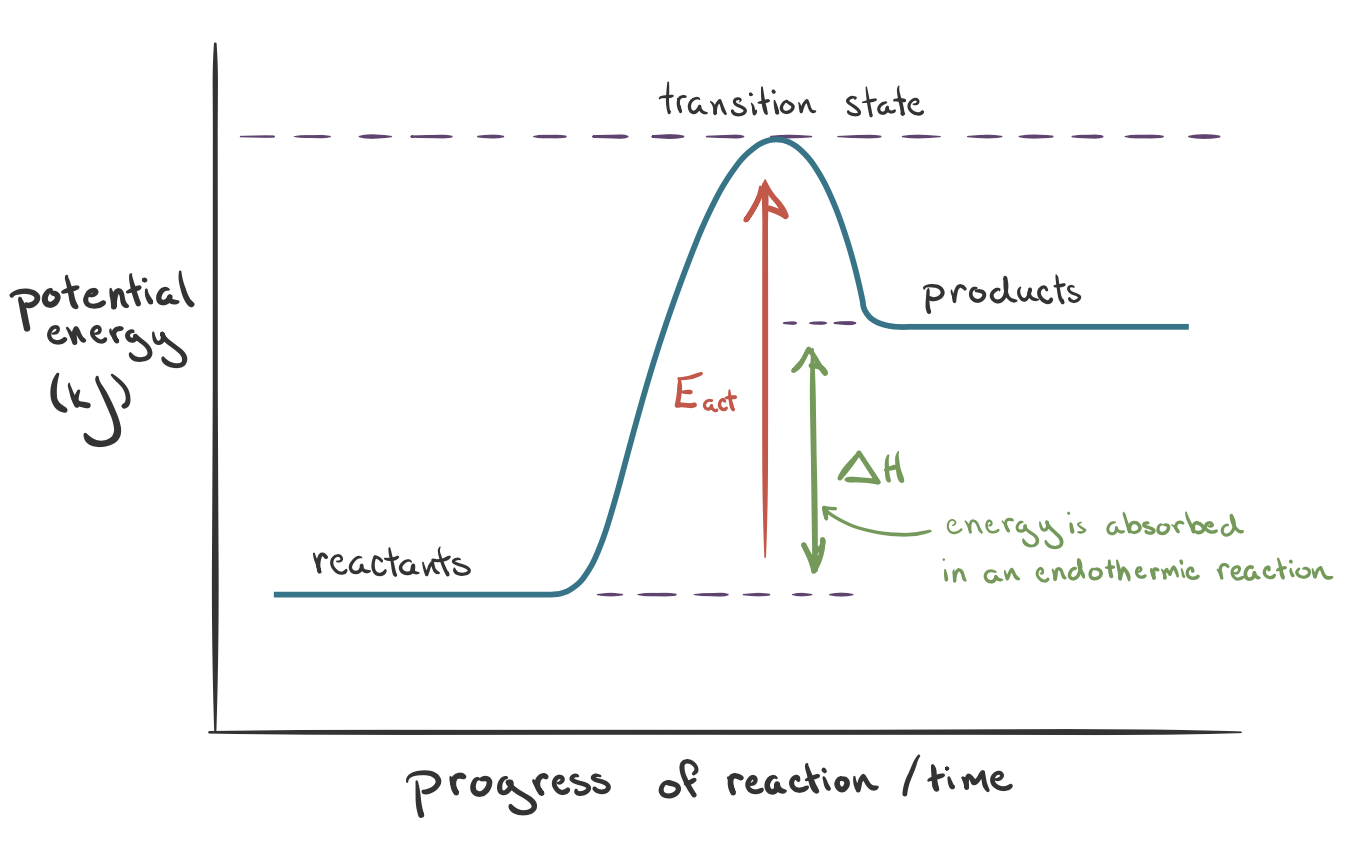 transition state
potential
energy
(kJ)
products
Eact
ΔH
energy is absorbed
in an endothermic reaction
reactants
progress of reaction / time